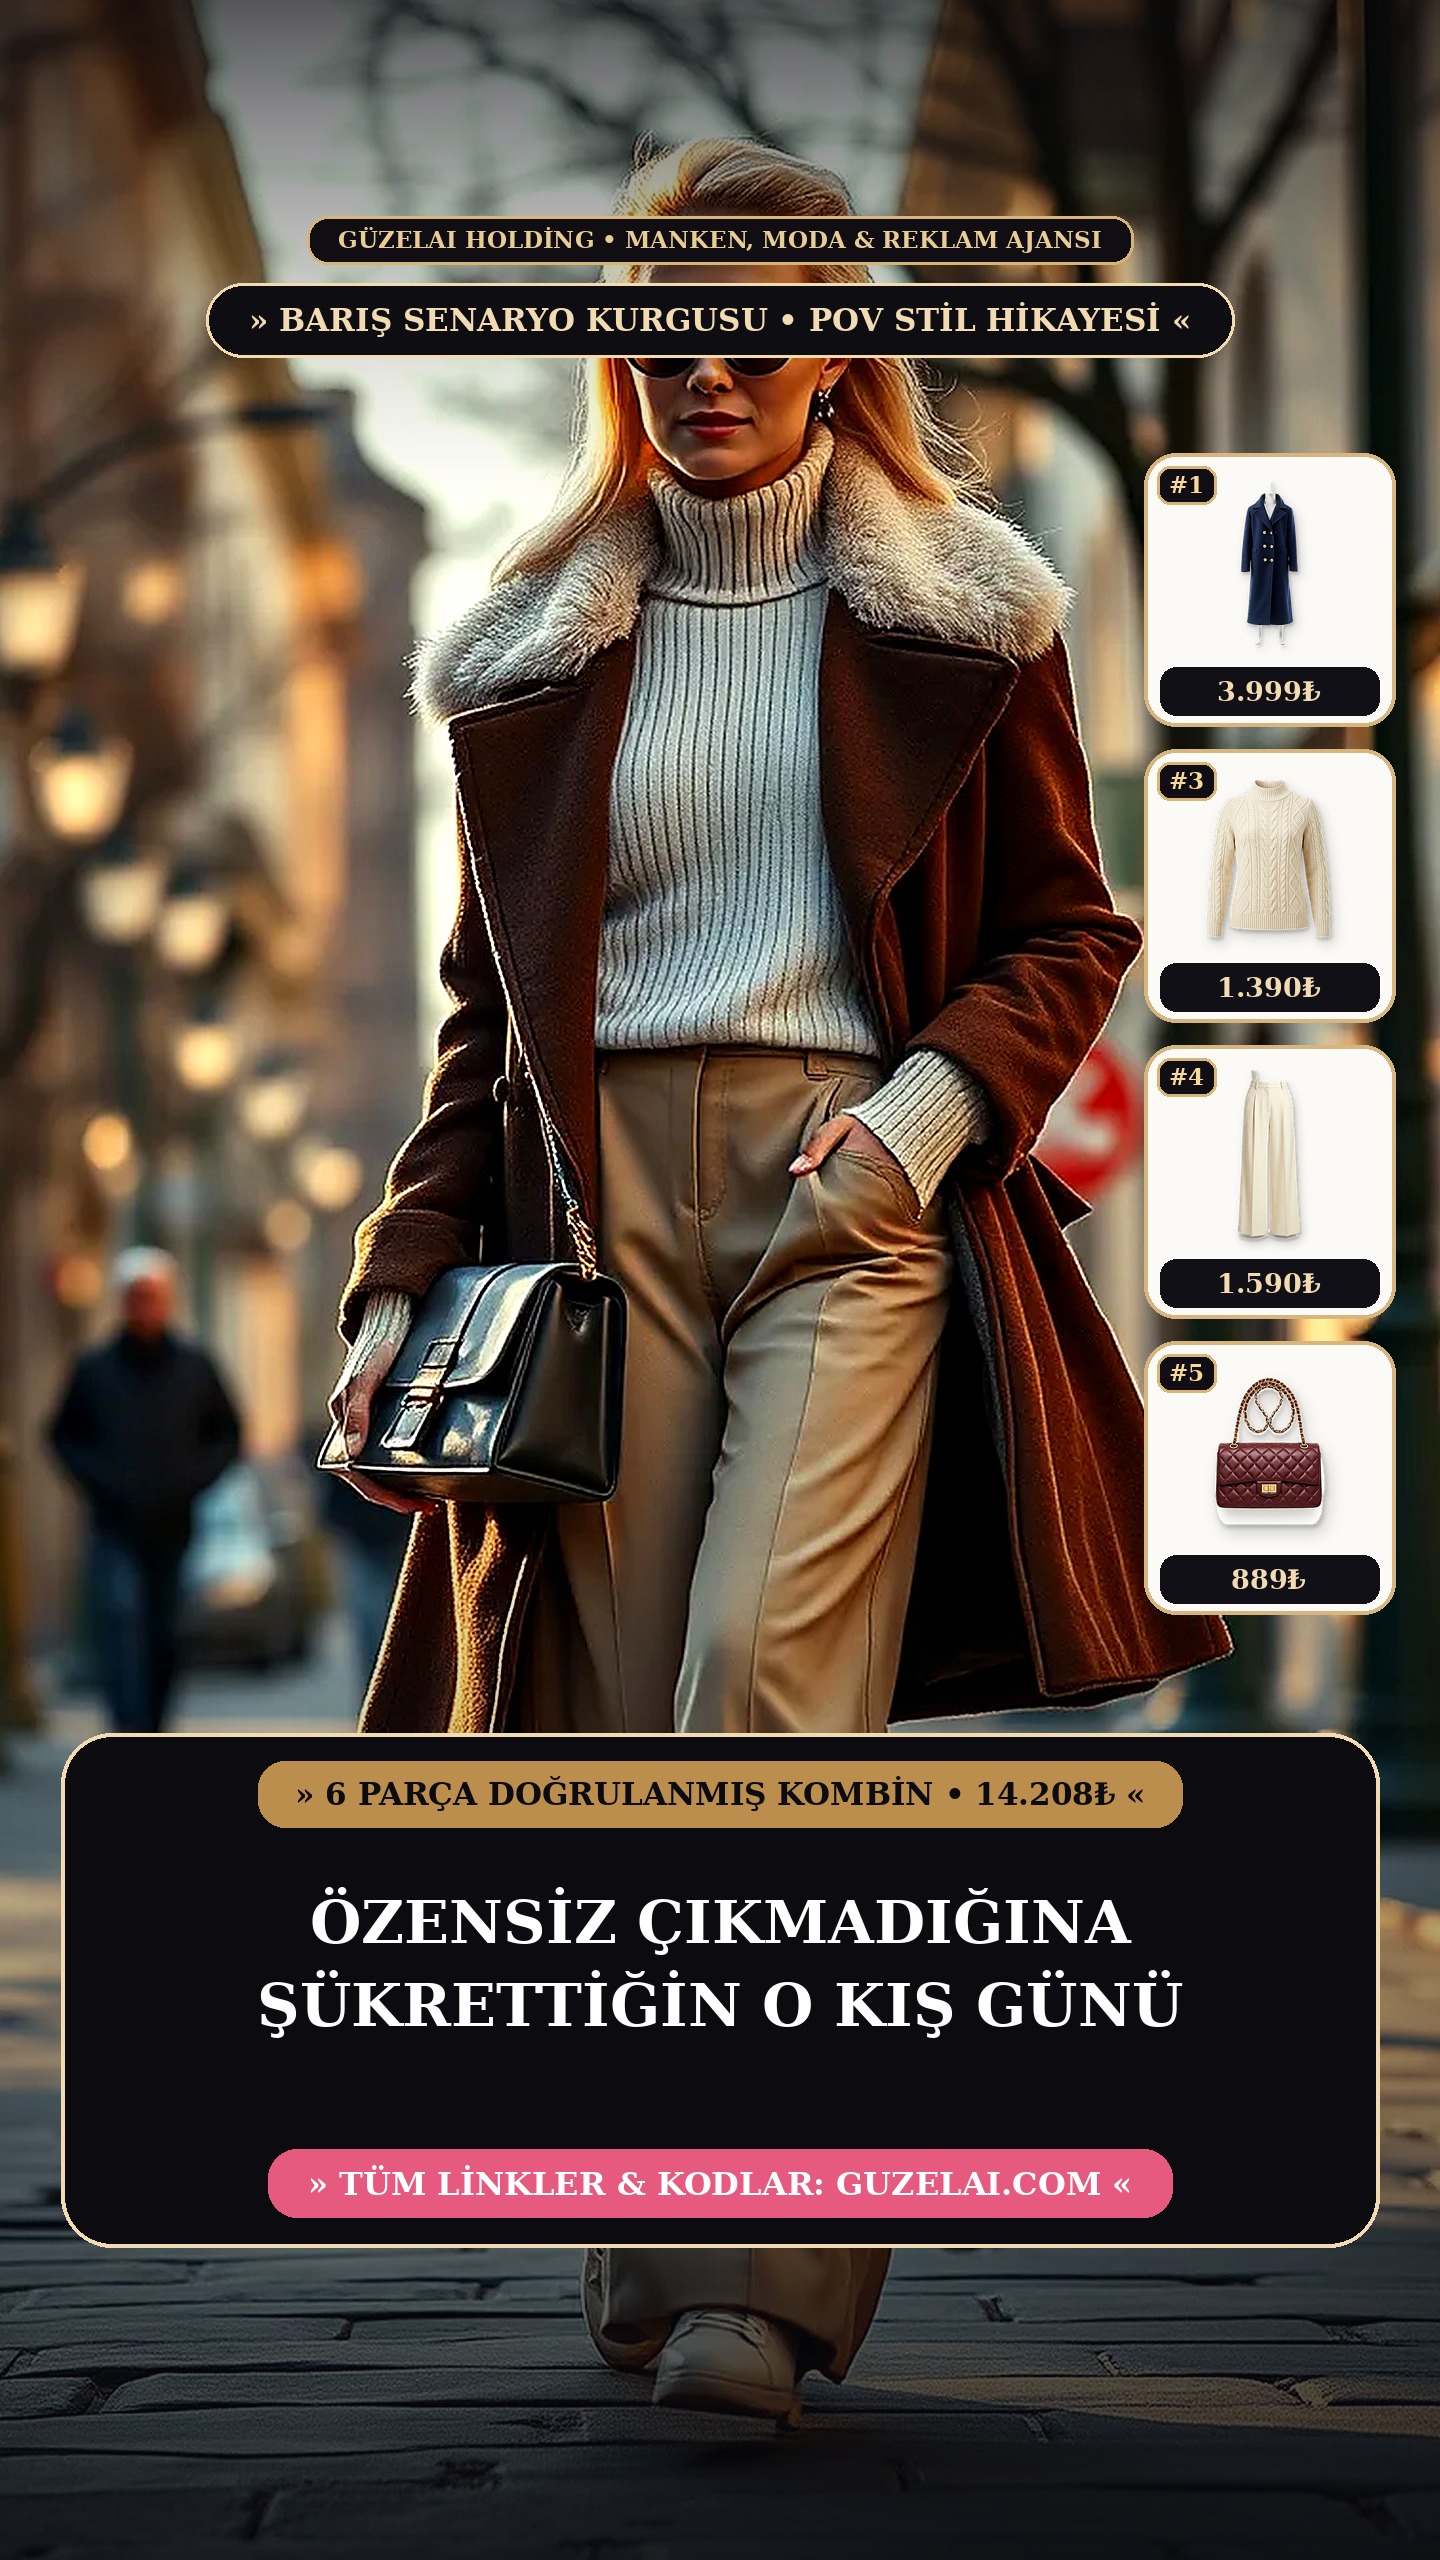 GÜZELAI HOLDİNG • MANKEN, MODA & REKLAM AJANSI
» BARIŞ SENARYO KURGUSU • POV STİL HİKAYESİ «
#1
3.999₺
#3
1.390₺
#4
1.590₺
#5
889₺
» 6 PARÇA DOĞRULANMIŞ KOMBİN • 14.208₺ «
ÖZENSİZ ÇIKMADIĞINA
ŞÜKRETTİĞİN O KIŞ GÜNÜ
» TÜM LİNKLER & KODLAR: GUZELAI.COM «